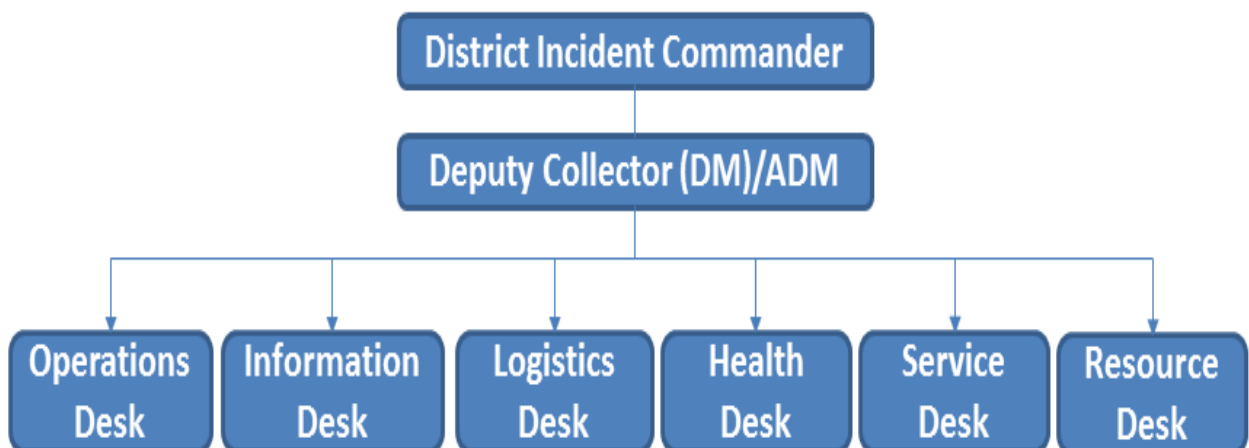 District Incident Commander
Deputy Collector (DM)/ADM
Operations
Desk
Information
Desk
Logistics
Desk
Health
Desk
Service
Desk
Resource
Desk